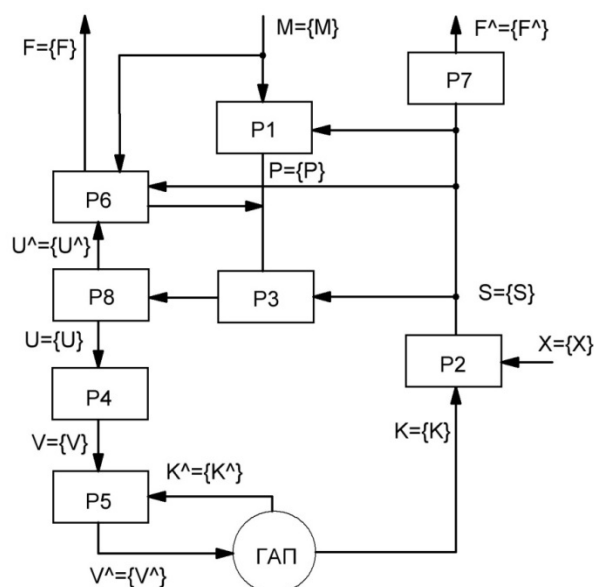 F={F}
M={M}
F^={F^}
P7
P1
P={P}
P6
U^={U^}
P8
P3
S={S}
U={U}
P2
X={X}
P4
K={K}
V={V}
K^={K^}
P5
ГАП
V^={V^}